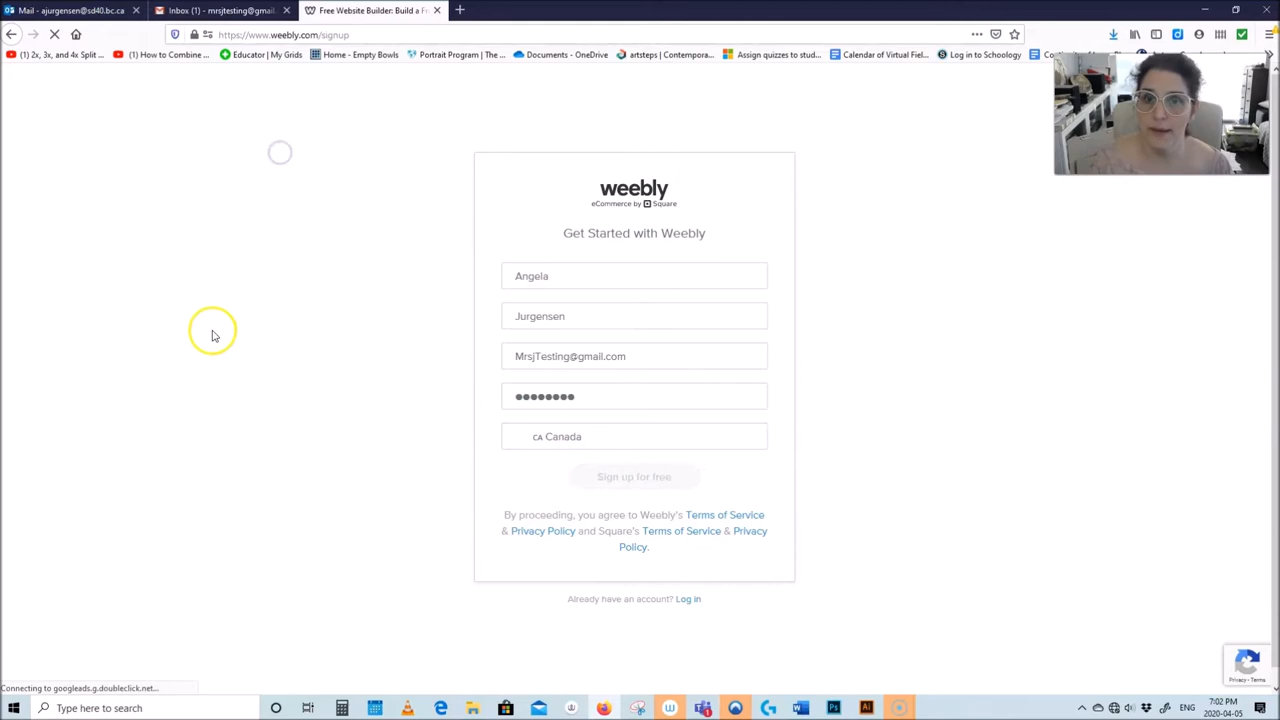 Mail - ajurgensen@sd40.bc.ca
Inbox (1) - mrsjtesting@gmail.
Free Website Builder: Build a Fr
https://www.weebly.com/signup
(1) 2x, 3x, and 4x Split ...
(1) How to Combine ...
Educator | My Grids
Home - Empty Bowls
Portrait Program | The ...
Documents - OneDrive
artsteps | Contempora...
Assign quizzes to stud...
Calendar of Virtual Fiel...
Log in to Schoology
weebly
eCommerce by Square
Get Started with Weebly
Angela
Jurgensen
MrsjTesting@gmail.com
CA Canada
Sign up for free
By proceeding, you agree to Weebly's Terms of Service
& Privacy Policy and Square's Terms of Service & Privacy
Policy.
Already have an account? Log in
Privacy - Terms
Connecting to googleads.g.doubleclick.net...
Type here to search
ENG
7:02 PM
2020-04-05